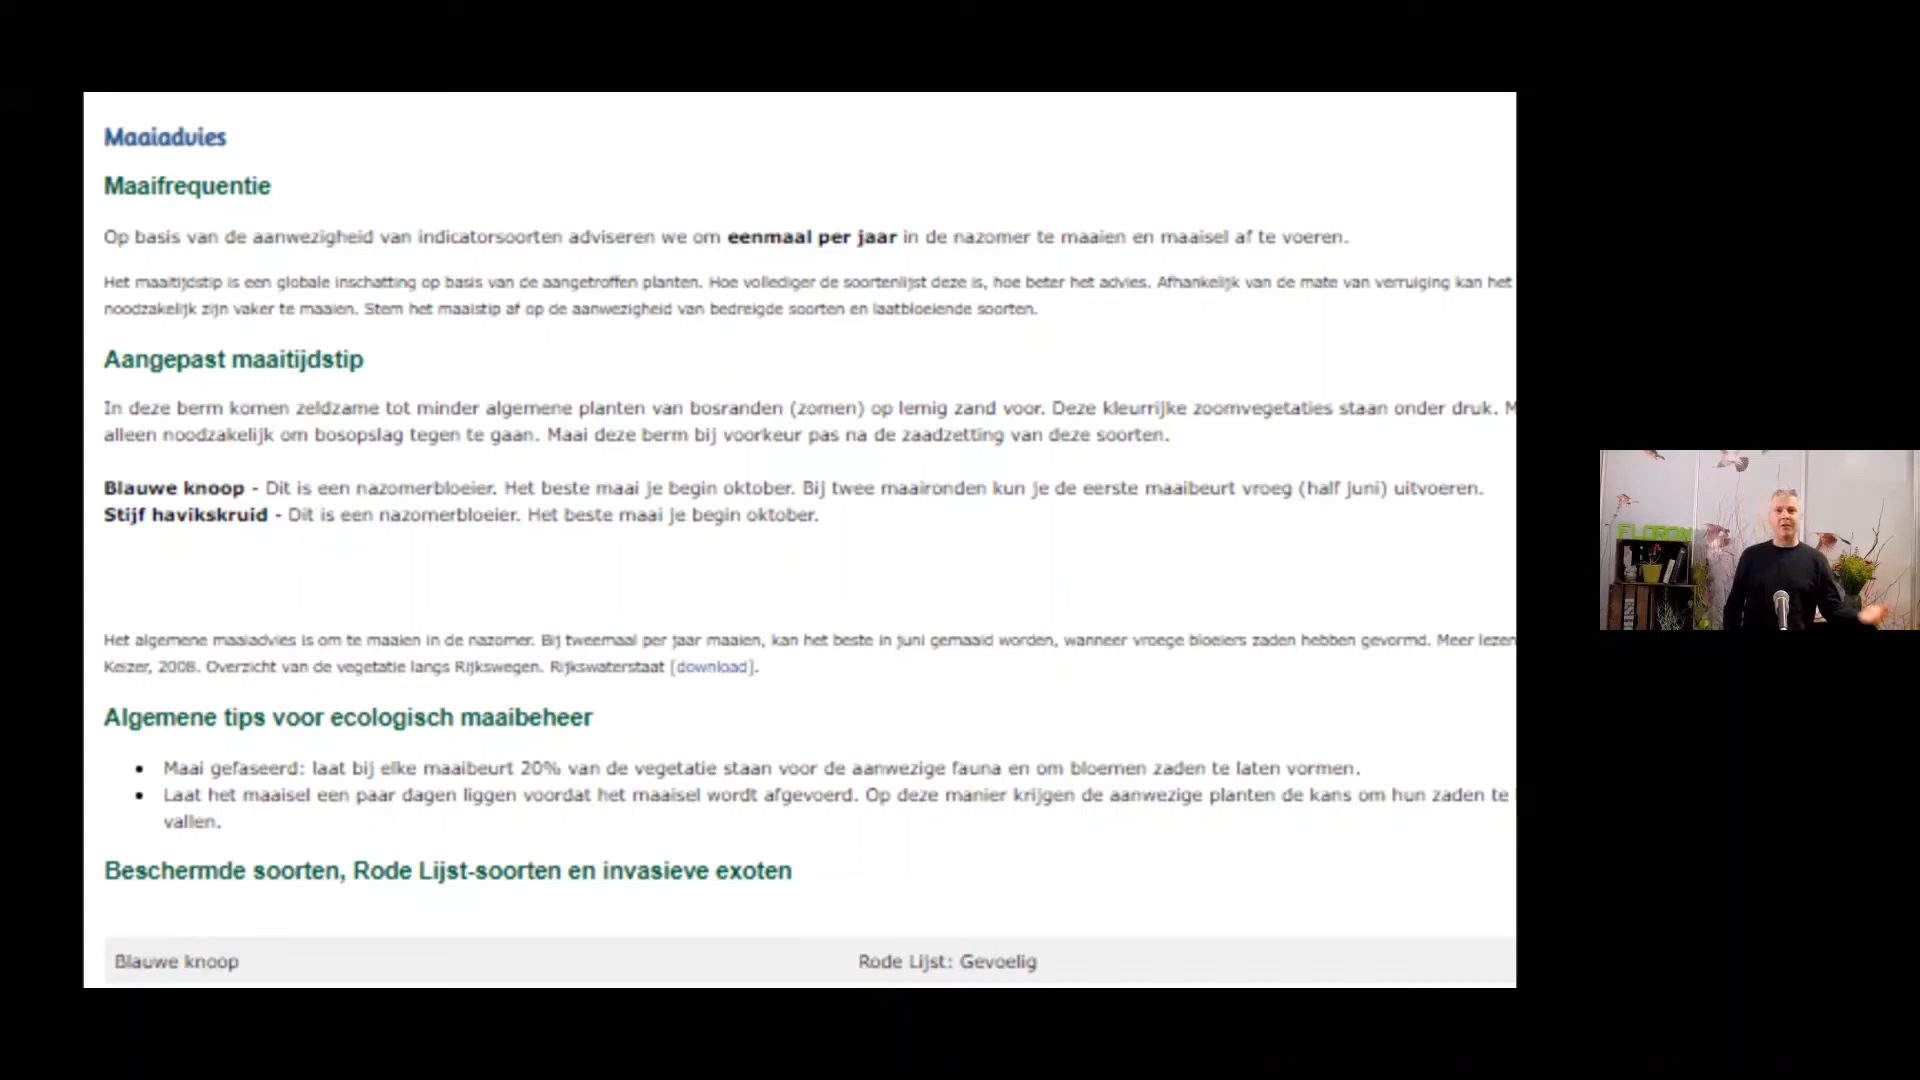 Maaiadvies
Maaifrequentie
Op basis van de aanwezigheid van indicatorsoorten adviseren we om eenmaal per jaar in de nazomer te maaien en maaisel af te voeren.
Het maaitijdstip is een globale inschatting op basis van de aangetroffen planten. Hoe vollediger de soortenlijst deze is, hoe beter het advies. Afhankelijk van de mate van verruiging kan het
noodzakelijk zijn vaker te maaien. Stem het maaistip af op de aanwezigheid van bedreigde soorten en laatbloeiende soorten.
Aangepast maaitijdstip
In deze berm komen zeldzame tot minder algemene planten van bosranden (zomen) op lemig zand voor. Deze kleurrijke zoomvegetaties staan onder druk. M
alleen noodzakelijk om bosopslag tegen te gaan. Maai deze berm bij voorkeur pas na de zaadzetting van deze soorten.
Blauwe knoop - Dit is een nazomerbloeier. Het beste maai je begin oktober. Bij twee maaironden kun je de eerste maaibeurt vroeg (half juni) uitvoeren.
Stijf havikskruid - Dit is een nazomerbloeier. Het beste maai je begin oktober.
Het algemene maaiadvies is om te maaien in de nazomer. Bij tweemaal per jaar maaien, kan het beste in juni gemaaid worden, wanneer vroege bloeiers zaden hebben gevormd. Meer lezen
Keizer, 2008. Overzicht van de vegetatie langs Rijkswegen. Rijkswaterstaat [download].
Algemene tips voor ecologisch maaibeheer
• Maai gefaseerd: laat bij elke maaibeurt 20% van de vegetatie staan voor de aanwezige fauna en om bloemen zaden te laten vormen.
• Laat het maaisel een paar dagen liggen voordat het maaisel wordt afgevoerd. Op deze manier krijgen de aanwezige planten de kans om hun zaden te
vallen.
Beschermde soorten, Rode Lijst-soorten en invasieve exoten
Blauwe knoop Rode Lijst: Gevoelig
FLORON